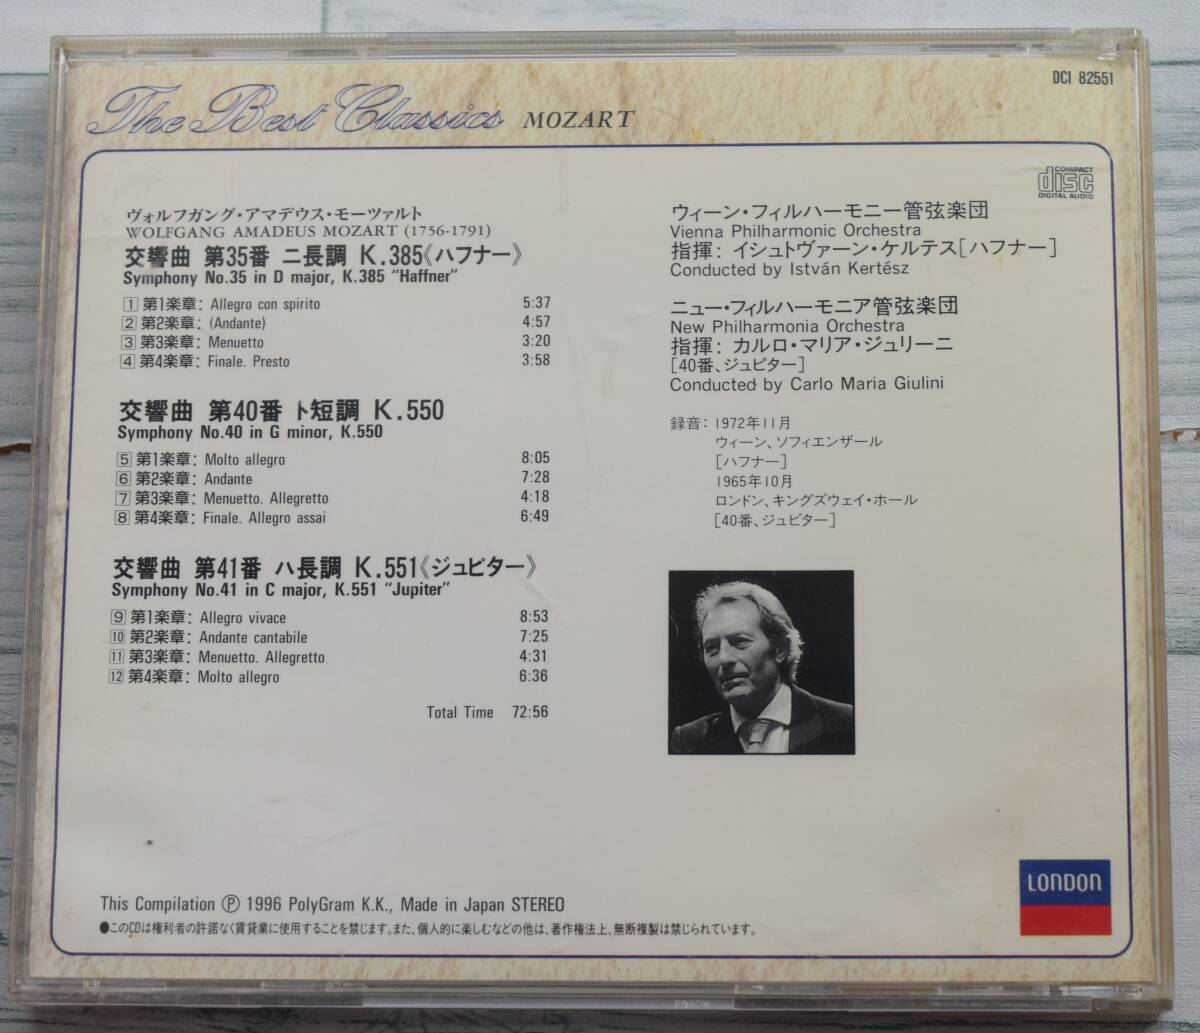 The Best Classics MOZART
DCI 82551
COMPACT
disc
DIGITAL AUDIO
ヴォルフガング・アマデウス・モーツァルト
WOLFGANG AMADEUS MOZART (1756-1791)
交響曲 第35番 ニ長調 K.385《ハフナー》
Symphony No.35 in D major, K.385 "Haffner"
1 第1楽章: Allegro con spirito 5:37
2 第2楽章: (Andante) 4:57
3 第3楽章: Menuetto 3:20
4 第4楽章: Finale. Presto 3:58
交響曲 第40番 ト短調 K.550
Symphony No.40 in G minor, K.550
5 第1楽章: Molto allegro 8:05
6 第2楽章: Andante 7:28
7 第3楽章: Menuetto. Allegretto 4:18
8 第4楽章: Finale. Allegro assai 6:49
交響曲 第41番 ハ長調 K.551《ジュピター》
Symphony No.41 in C major, K.551 "Jupiter"
9 第1楽章: Allegro vivace 8:53
10 第2楽章: Andante cantabile 7:25
11 第3楽章: Menuetto. Allegretto 4:31
12 第4楽章: Molto allegro 6:36
Total Time 72:56
ウィーン・フィルハーモニー管弦楽団
Vienna Philharmonic Orchestra
指揮: イシュトヴァーン・ケルテス[ハフナー]
Conducted by István Kertész
ニュー・フィルハーモニア管弦楽団
New Philharmonia Orchestra
指揮: カルロ・マリア・ジュリーニ
[40番、ジュピター]
Conducted by Carlo Maria Giulini
録音: 1972年11月
ウィーン、ソフィエンザール
[ハフナー]
1965年10月
ロンドン、キングズウェイ・ホール
[40番、ジュピター]
LONDON
This Compilation Ⓟ 1996 PolyGram K.K., Made in Japan STEREO
●このCDは権利者の許諾なく賃貸業に使用することを禁じます。また、個人的に楽しむなどの他は、著作権法上、無断複製は禁じられています。